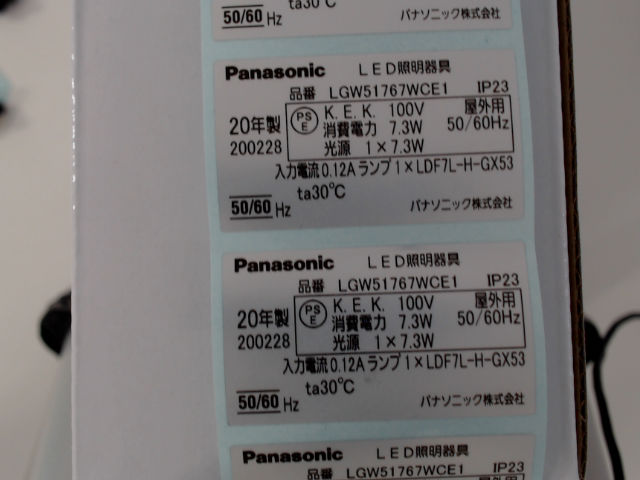 ta30℃
50/60 Hz
パナソニック株式会社
Panasonic LED照明器具
品番 LGW51767WCE1 IP23
20年製
200228
PS E K.E.K. 100V 屋外用
消費電力 7.3W 50/60Hz
光源 1×7.3W
入力電流0.12A ランプ1×LDF7L-H-GX53
ta30℃
50/60 Hz
パナソニック株式会社
Panasonic LED照明器具
品番 LGW51767WCE1 IP23
20年製
200228
PS E K.E.K. 100V 屋外用
消費電力 7.3W 50/60Hz
光源 1×7.3W
入力電流0.12A ランプ1×LDF7L-H-GX53
ta30℃
50/60 Hz
パナソニック株式会社
Panasonic LED照明器具
品番 LGW51767WCE1 IP23